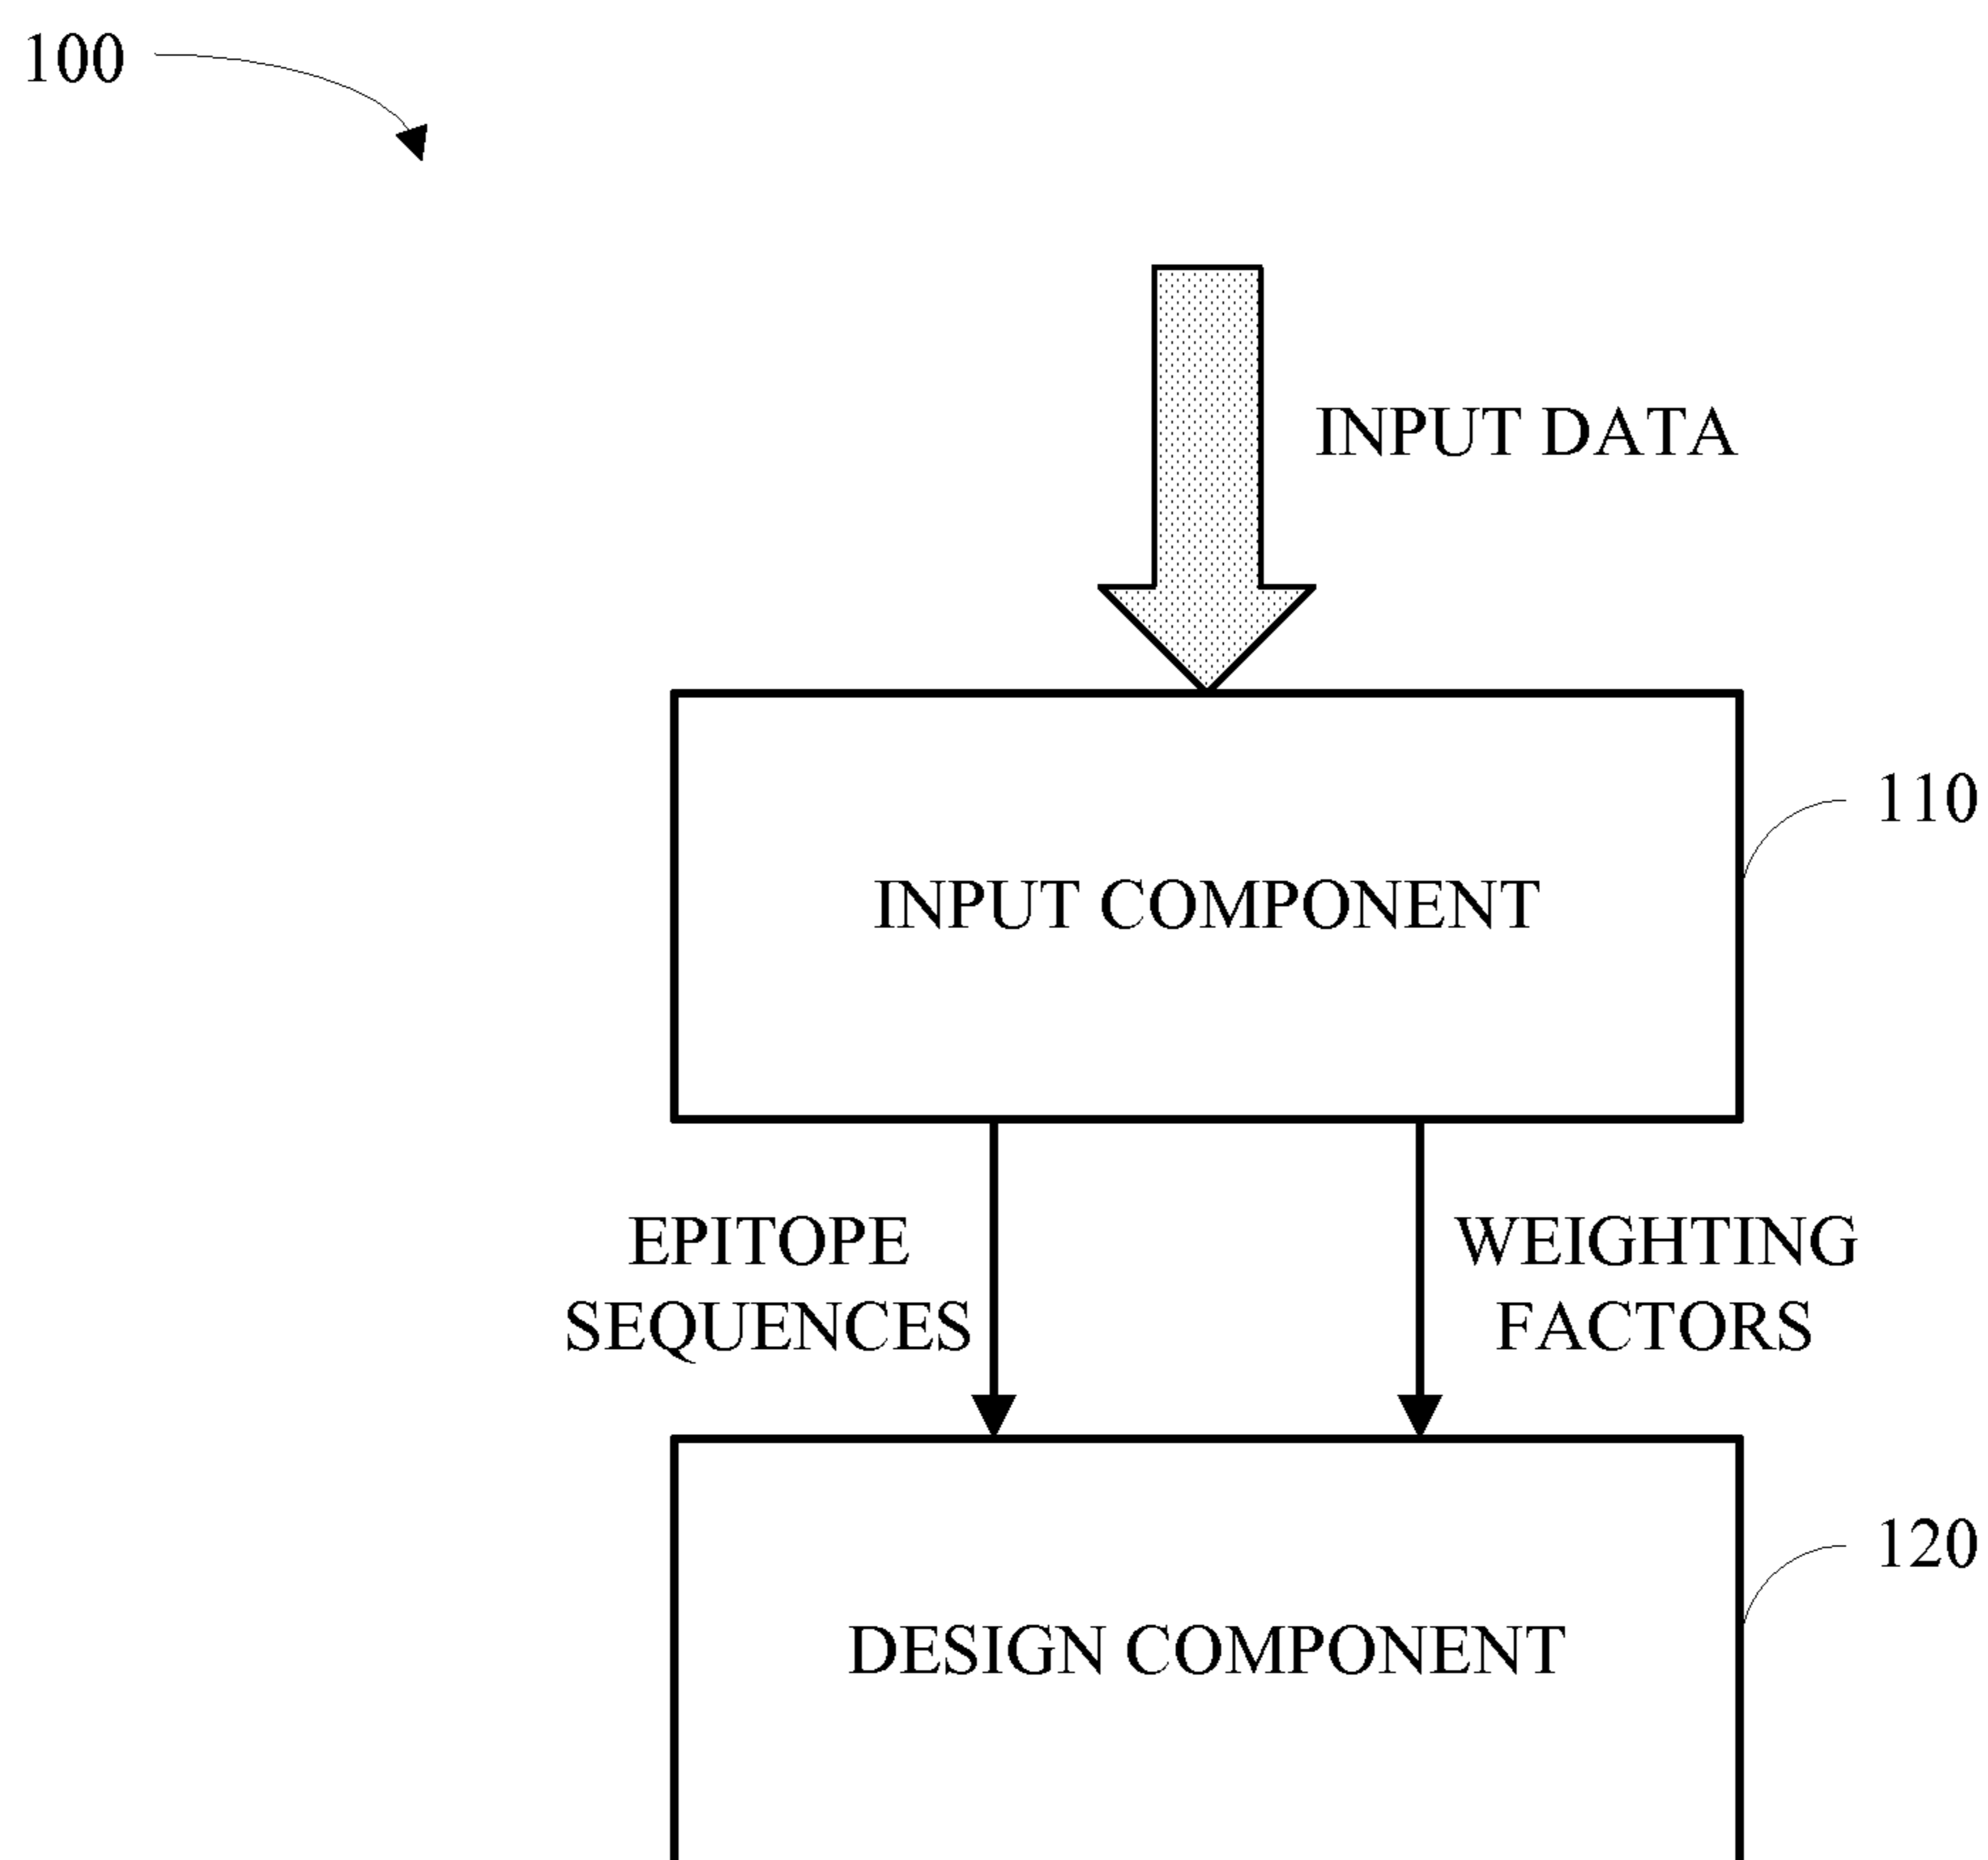 100
INPUT DATA
110
INPUT COMPONENT
EPITOPE
SEQUENCES
WEIGHTING
FACTORS
120
DESIGN COMPONENT